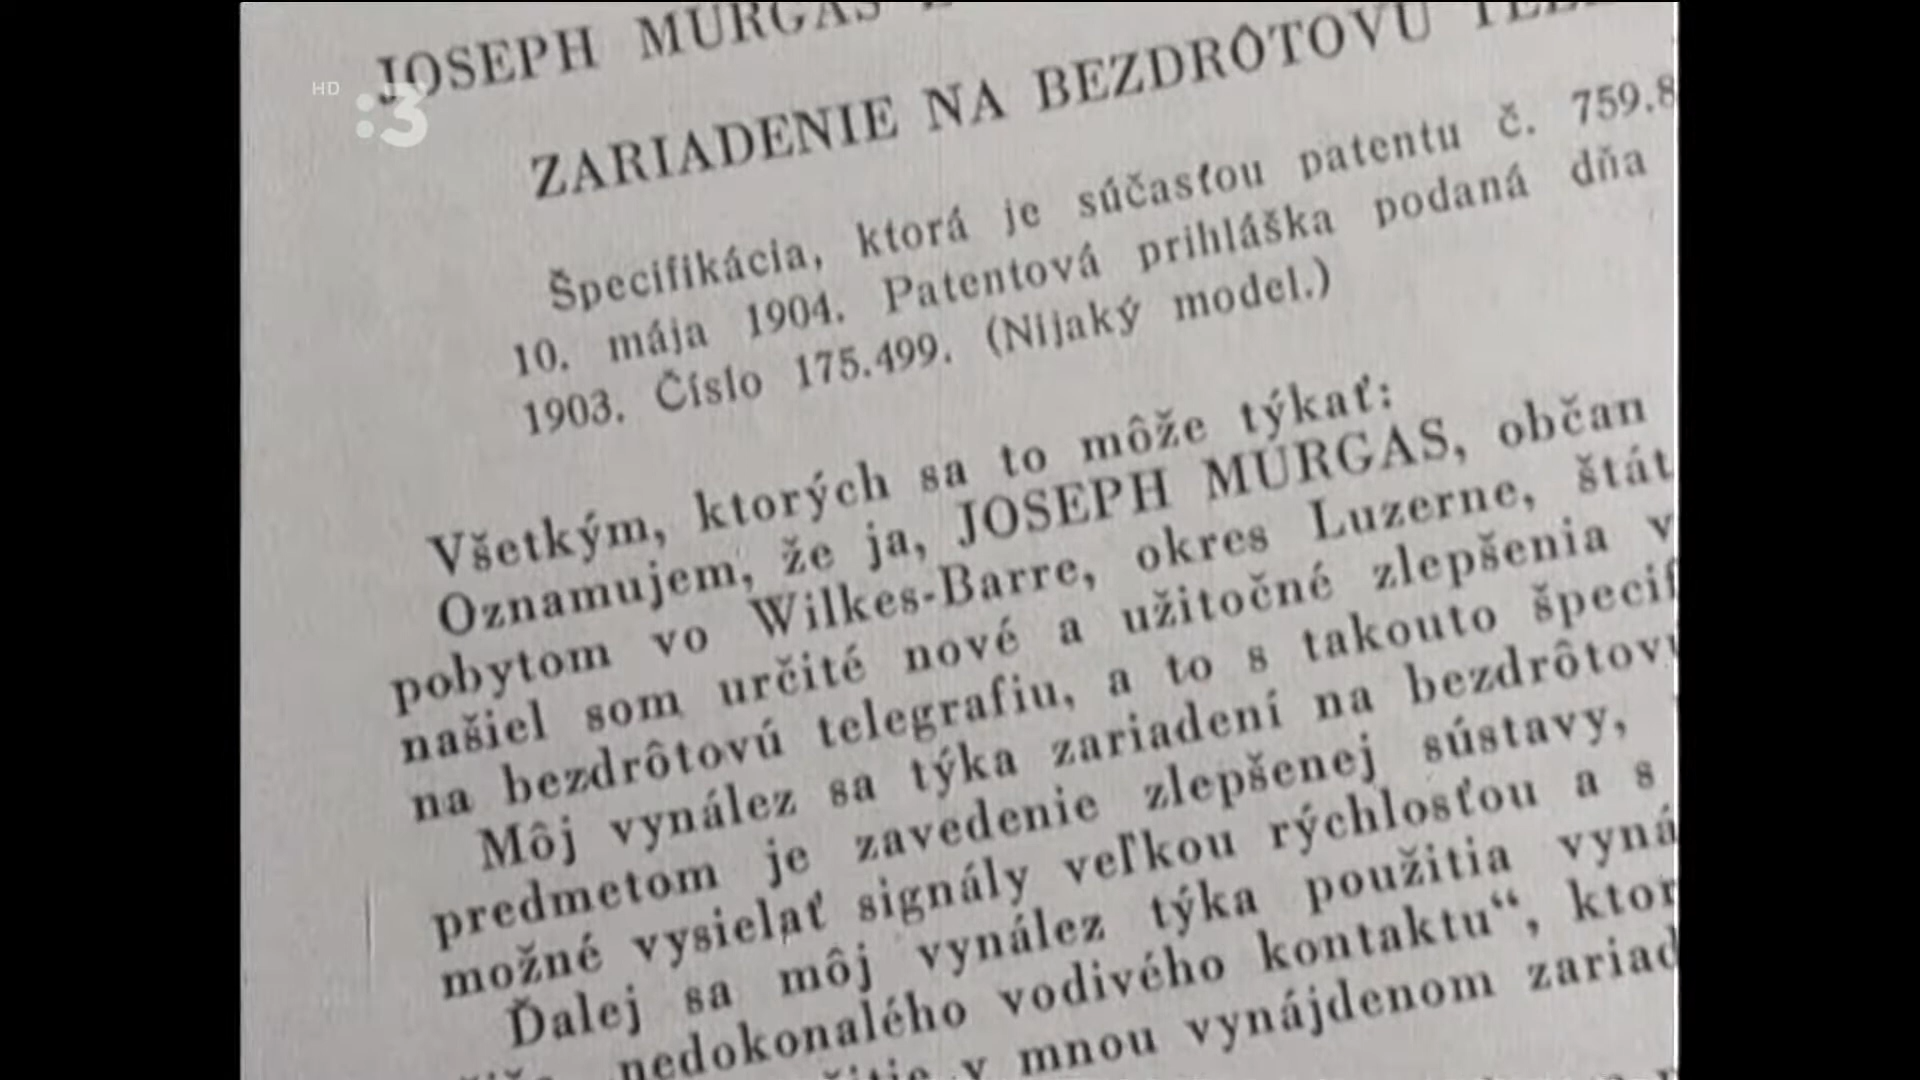 HD
:3
JOSEPH MURGAS
ZARIADENIE NA BEZDRÔTOVÚ
Špecifikácia, ktorá je súčasťou patentu č. 759.8
10. mája 1904. Patentová prihláška podaná dňa
1903. Číslo 175.499. (Nijaký model.)
Všetkým, ktorých sa to môže týkať:
Oznamujem, že ja, JOSEPH MURGAS, občan
pobytom vo Wilkes-Barre, okres Luzerne, štát
našiel som určité nové a užitočné zlepšenia v
na bezdrôtovú telegrafiu, a to s takouto špecif
Môj vynález sa týka zariadení na bezdrôtov
predmetom je zavedenie zlepšenej sústavy,
možné vysielať signály veľkou rýchlosťou a s
Ďalej sa môj vynález týka použitia vyná
nedokonalého vodivého kontaktu“, ktor
v mnou vynájdenom zariad